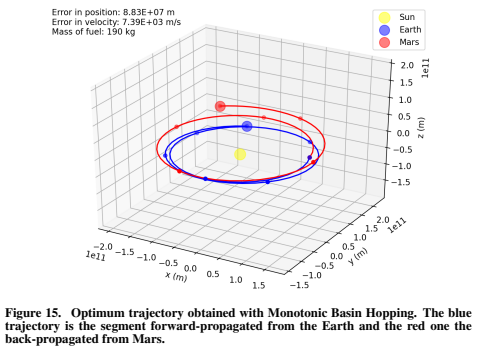 Error in position: 8.83E+07 m
Error in velocity: 7.39E+03 m/s
Mass of fuel: 190 kg
Sun
Earth
Mars
1e11
2.0
1.5
1.0
0.5
0.0
−0.5
−1.0
−1.5
z (m)
−2.0
−1.5
−1.0
−0.5
0.0
0.5
1.0
1.5
1e11
x (m)
−1.5
−1.0
−0.5
0.0
0.5
1.0
1.5
2.0
1e11
y (m)
Figure 15. Optimum trajectory obtained with Monotonic Basin Hopping. The blue
trajectory is the segment forward-propagated from the Earth and the red one the
back-propagated from Mars.